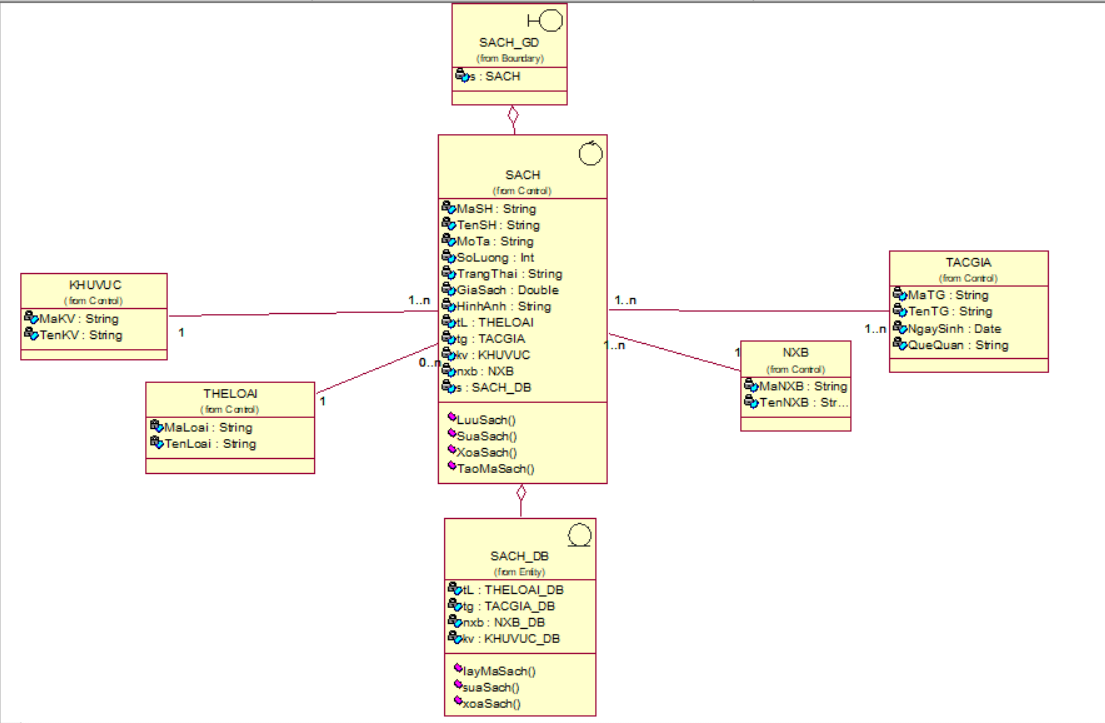 SACH_GD
(from Boundary)
s : SACH
SACH
(from Control)
MaSH : String
TenSH : String
MoTa : String
SoLuong : Int
TrangThai : String
GiaSach : Double
HinhAnh : String
tL : THELOAI
tg : TACGIA
kv : KHUVUC
nxb : NXB
s : SACH_DB
LuuSach()
SuaSach()
XoaSach()
TaoMaSach()
KHUVUC
(from Control)
MaKV : String
TenKV : String
1
1..n
THELOAI
(from Control)
MaLoai : String
TenLoai : String
1
0..n
TACGIA
(from Control)
MaTG : String
TenTG : String
NgaySinh : Date
QueQuan : String
1..n
1..n
NXB
(from Control)
MaNXB : String
TenNXB : Str...
1
1..n
SACH_DB
(from Entity)
tL : THELOAI_DB
tg : TACGIA_DB
nxb : NXB_DB
kv : KHUVUC_DB
layMaSach()
suaSach()
xoaSach()